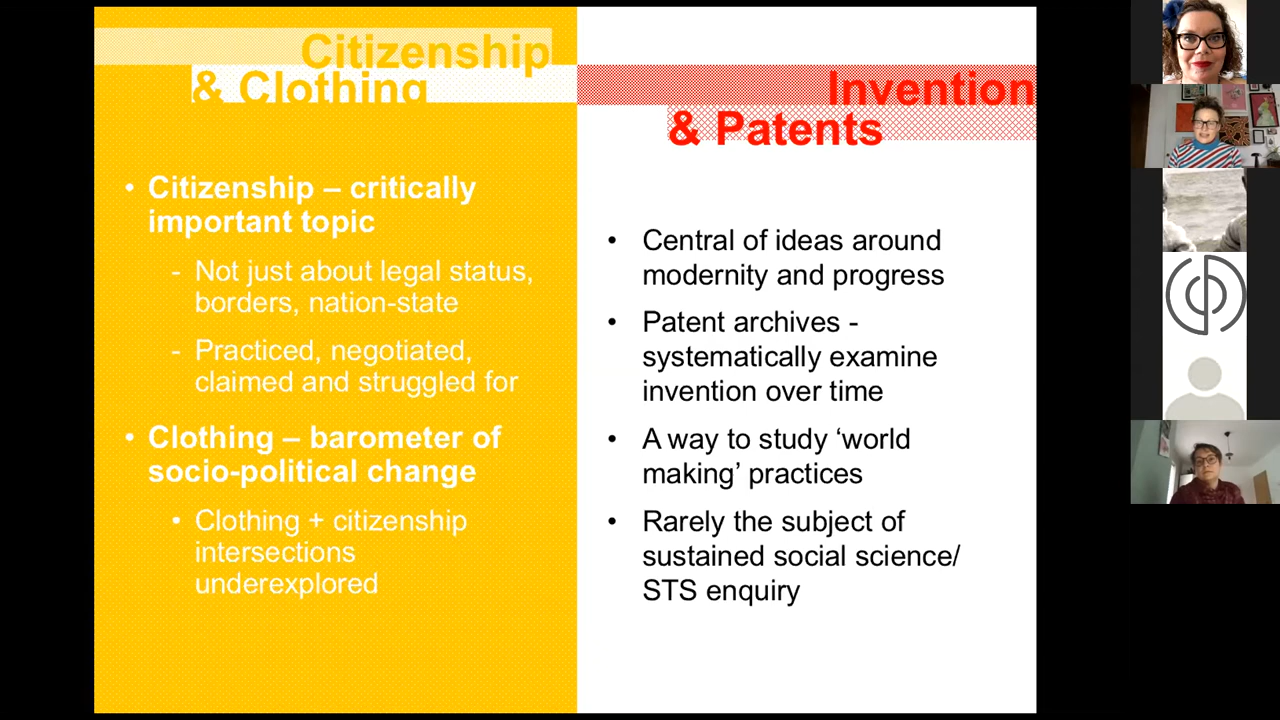 Citizenship
& Clothing
• Citizenship – critically
important topic
- Not just about legal status,
borders, nation-state
- Practiced, negotiated,
claimed and struggled for
• Clothing – barometer of
socio-political change
• Clothing + citizenship
intersections
underexplored
Invention
& Patents
• Central of ideas around
modernity and progress
• Patent archives -
systematically examine
invention over time
• A way to study ‘world
making’ practices
• Rarely the subject of
sustained social science/
STS enquiry